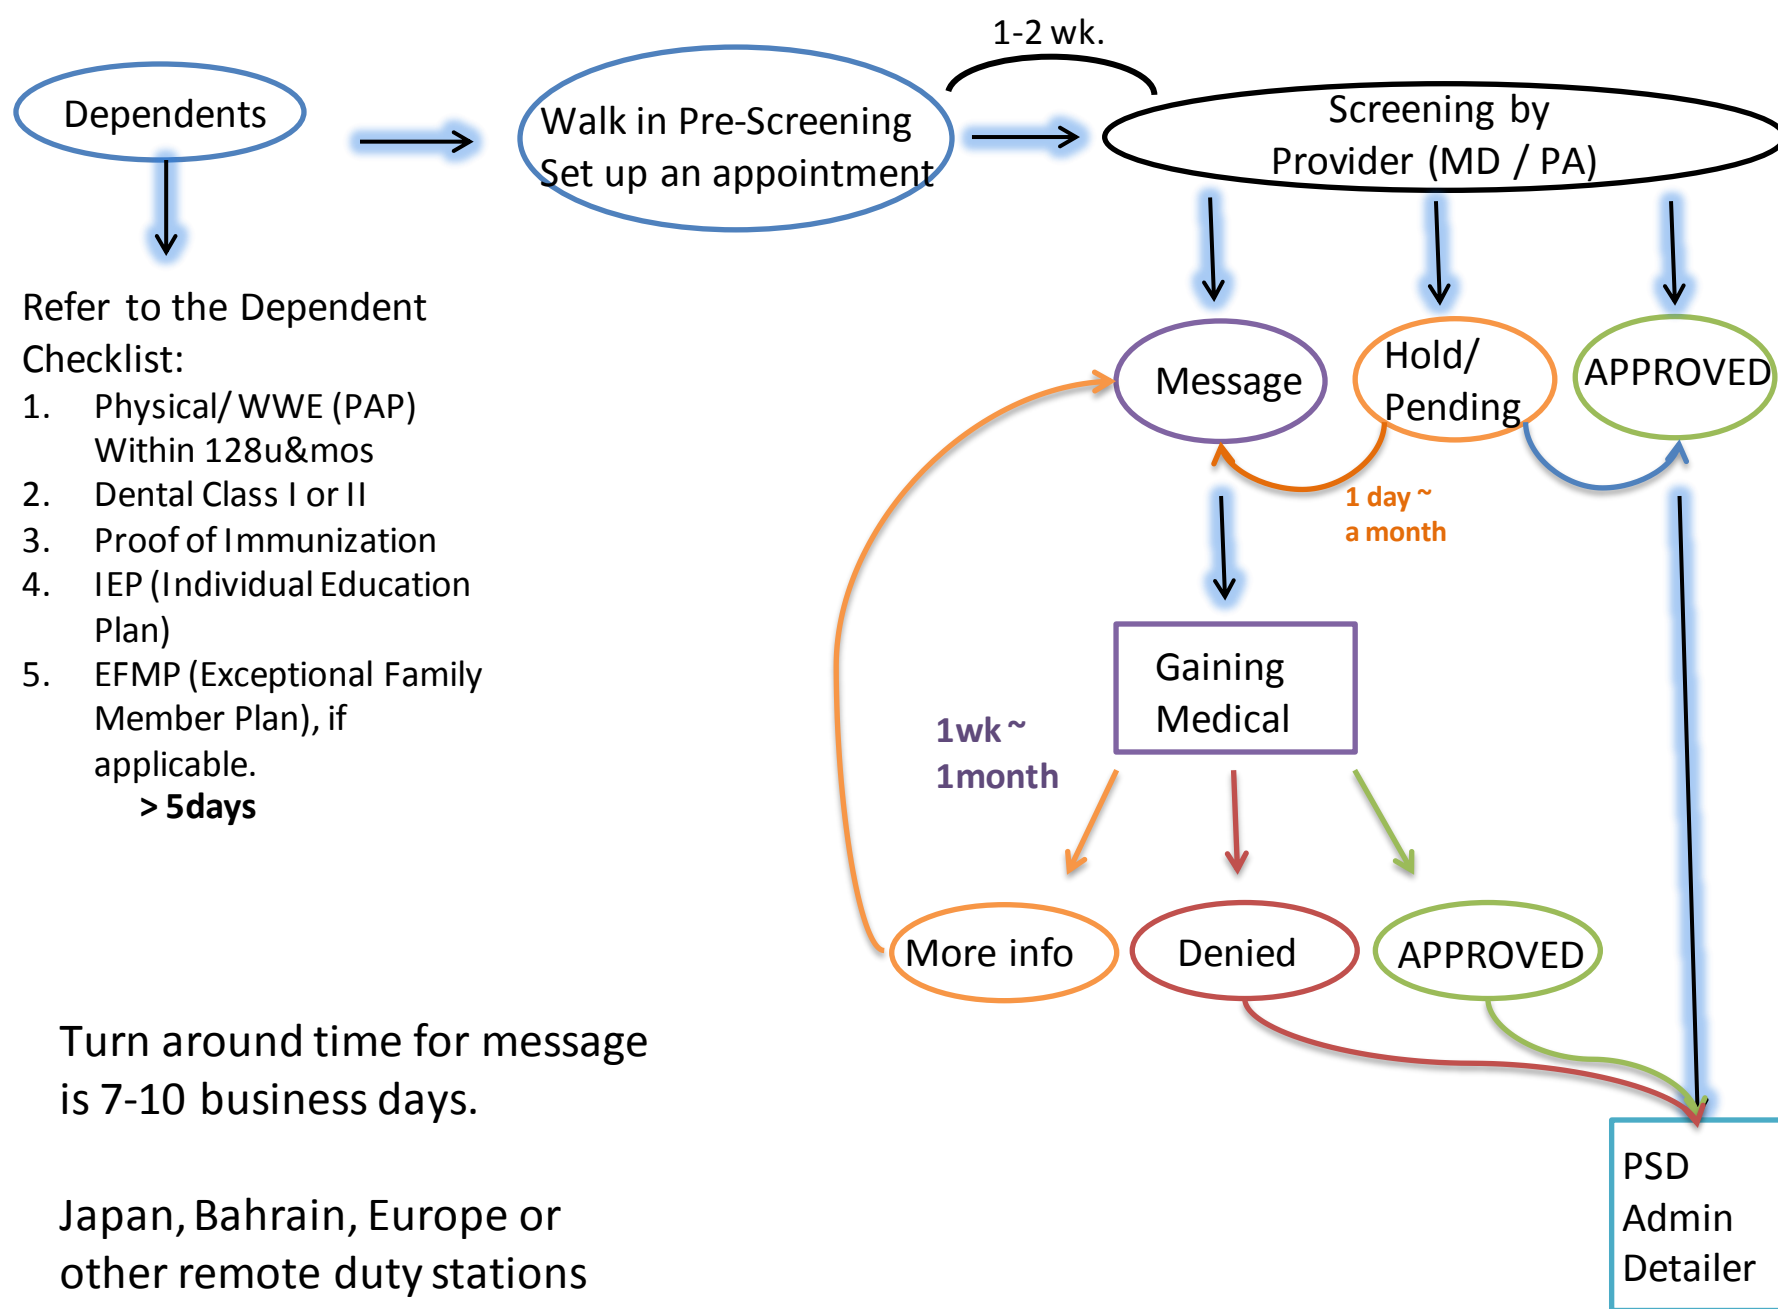 1-2 wk.
Dependents
Walk in Pre-Screening
Set up an appointment
Screening by
Provider (MD / PA)
Refer to the Dependent
Checklist:
1. Physical/ WWE (PAP)
Within 128u&mos
2. Dental Class I or II
3. Proof of Immunization
4. IEP (Individual Education
Plan)
5. EFMP (Exceptional Family
Member Plan), if
applicable.
> 5days
Message
Hold/
Pending
APPROVED
1 day ~
a month
Gaining
Medical
1wk ~
1month
More info
Denied
APPROVED
Turn around time for message
is 7-10 business days.
Japan, Bahrain, Europe or
other remote duty stations
PSD
Admin
Detailer